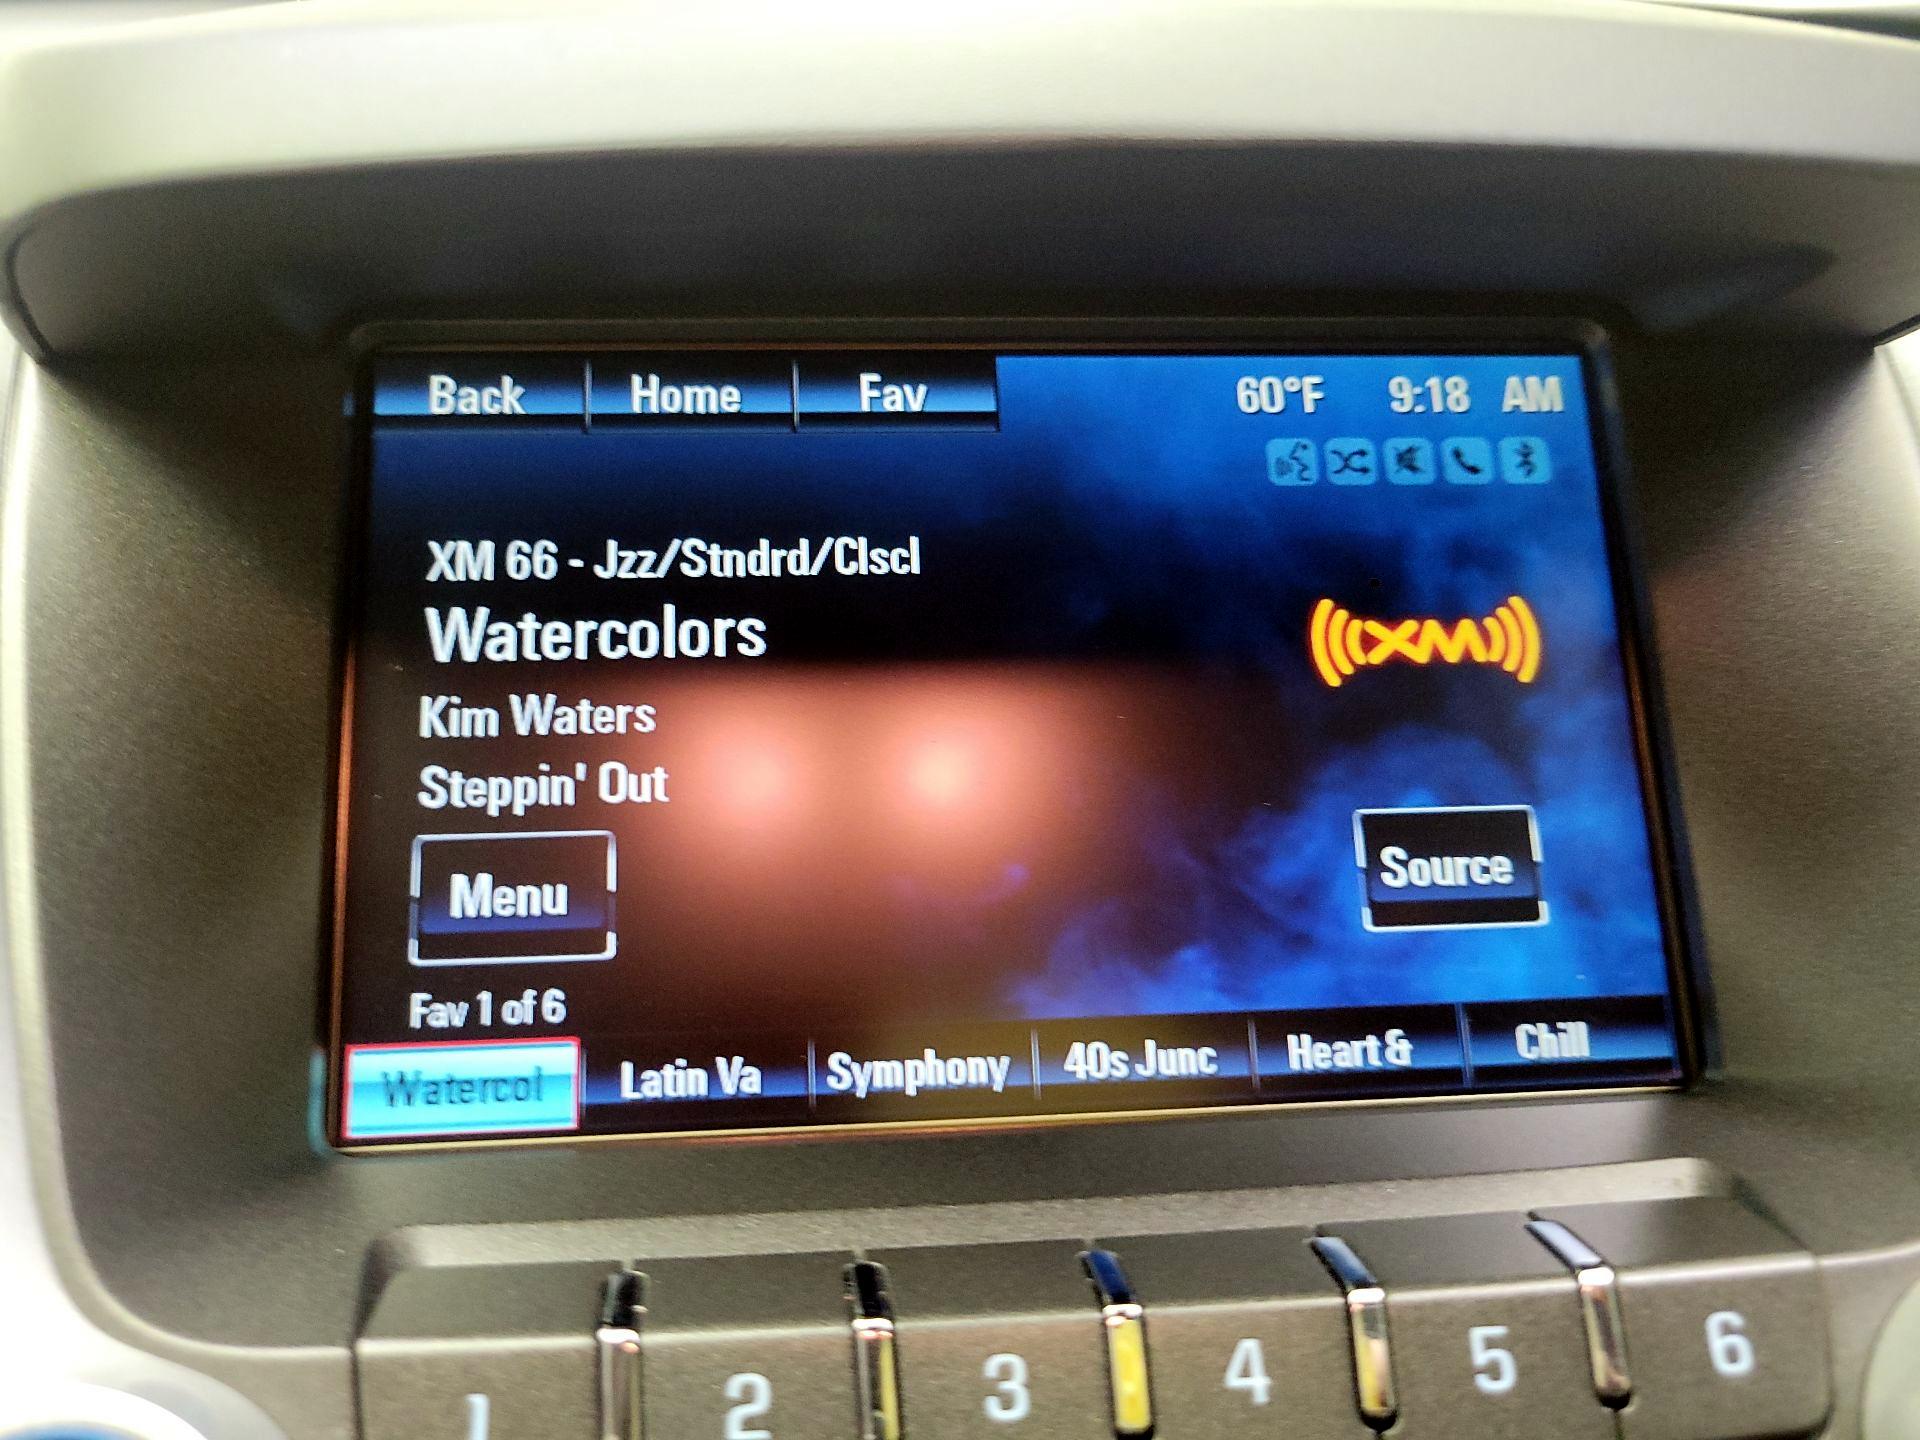 Back Home Fav 60°F 9:18 AM
XM 66 - Jzz/Stndrd/Clscl
Watercolors
((( XM )))
Kim Waters
Steppin' Out
Menu Source
Fav 1 of 6
Watercol Latin Va Symphony 40s Junc Heart & Chill
1 2 3 4 5 6